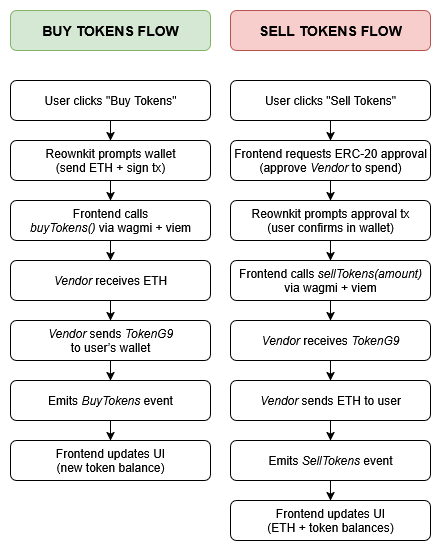 BUY TOKENS FLOW
User clicks "Buy Tokens"
Reownkit prompts wallet
(send ETH + sign tx)
Frontend calls
buyTokens() via wagmi + viem
Vendor receives ETH
Vendor sends TokenG9
to user's wallet
Emits BuyTokens event
Frontend updates UI
(new token balance)
SELL TOKENS FLOW
User clicks "Sell Tokens"
Frontend requests ERC-20 approval
(approve Vendor to spend)
Reownkit prompts approval tx
(user confirms in wallet)
Frontend calls sellTokens(amount)
via wagmi + viem
Vendor receives TokenG9
Vendor sends ETH to user
Emits SellTokens event
Frontend updates UI
(ETH + token balances)